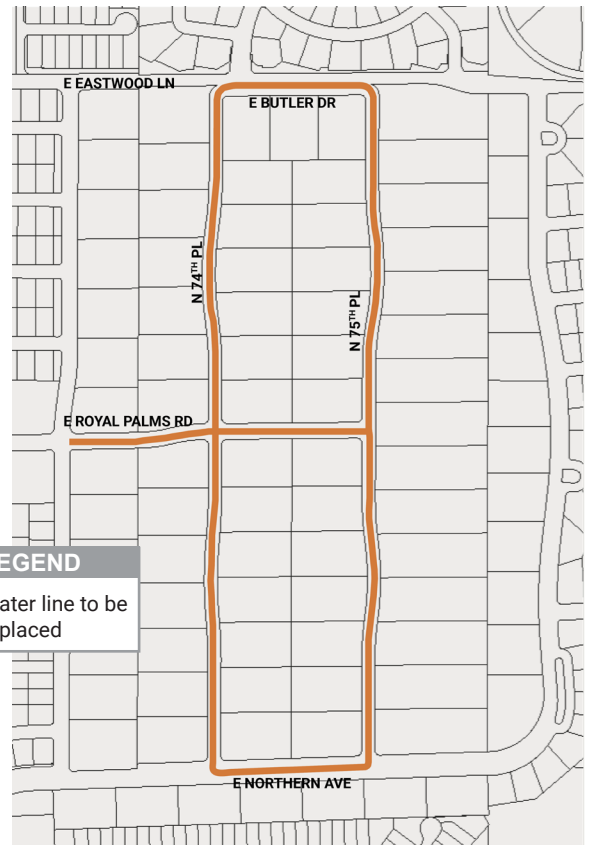 E EASTWOOD LN
E BUTLER DR
N 74TH PL
N 75TH PL
E ROYAL PALMS RD
EGEND
ater line to be
placed
E NORTHERN AVE